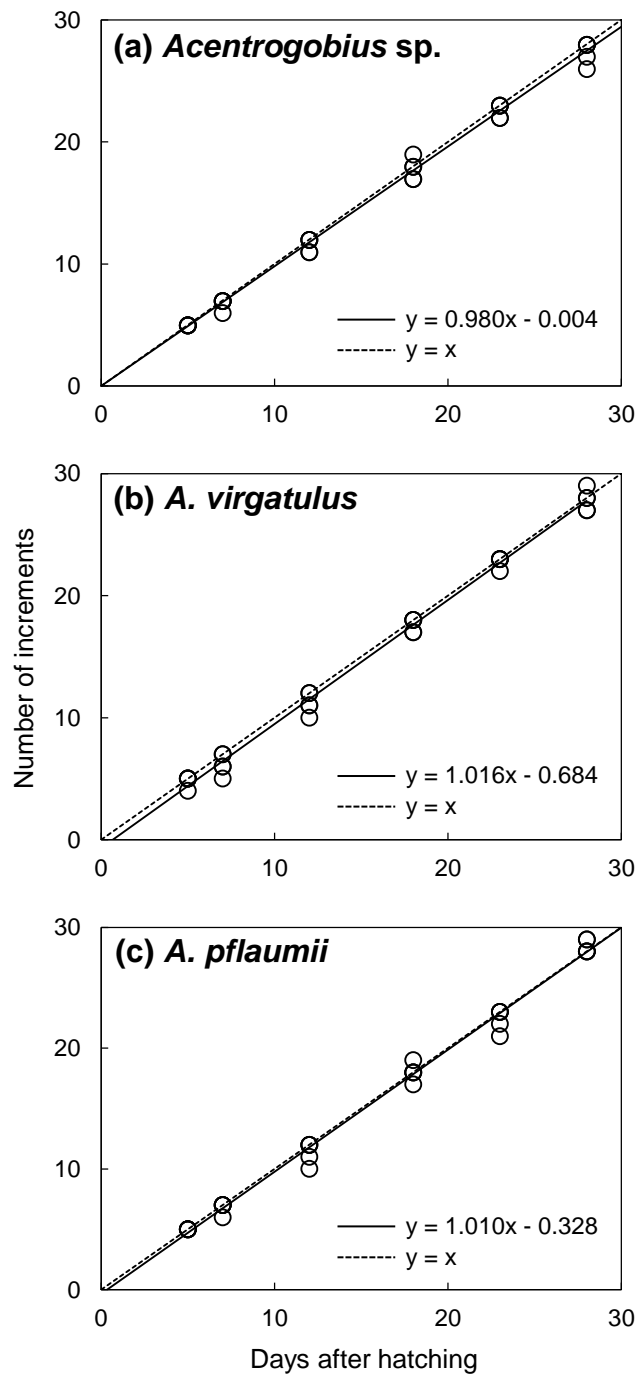 30
(a) Acentrogobius sp.
20
10
y = 0.980x - 0.004
y = x
0
0 10 20 30
30
(b) A. virgatulus
20
Number of increments
10
y = 1.016x - 0.684
y = x
0
0 10 20 30
30
(c) A. pflaumii
20
10
y = 1.010x - 0.328
y = x
0
0 10 20 30
Days after hatching